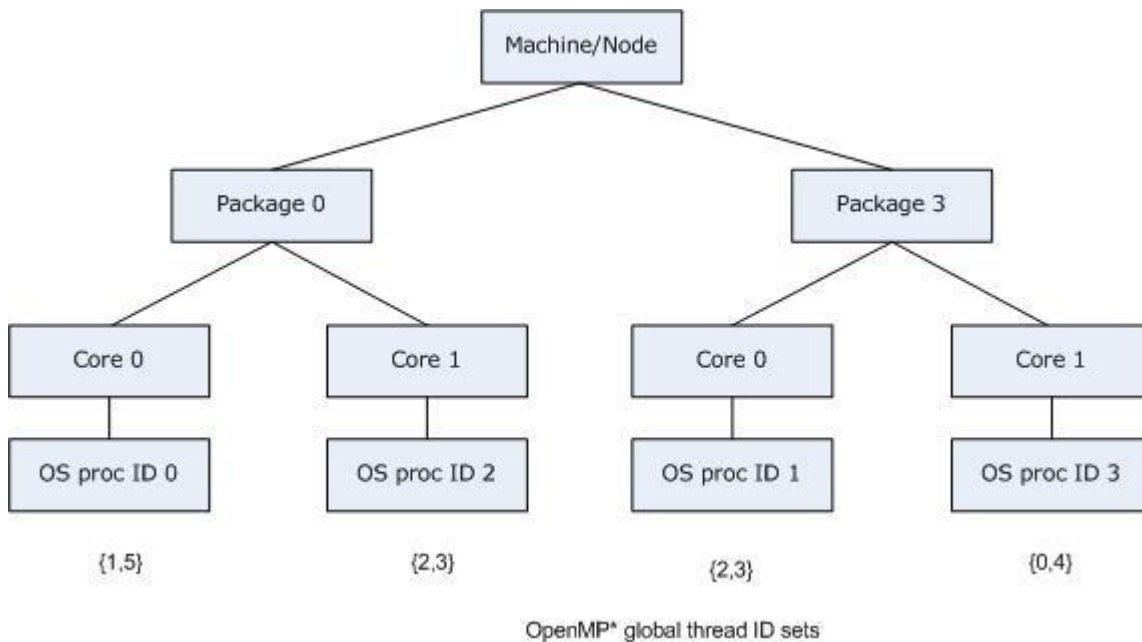 Machine/Node
Package 0
Package 3
Core 0
Core 1
Core 0
Core 1
OS proc ID 0
OS proc ID 2
OS proc ID 1
OS proc ID 3
{1,5}
{2,3}
{2,3}
{0,4}
OpenMP* global thread ID sets